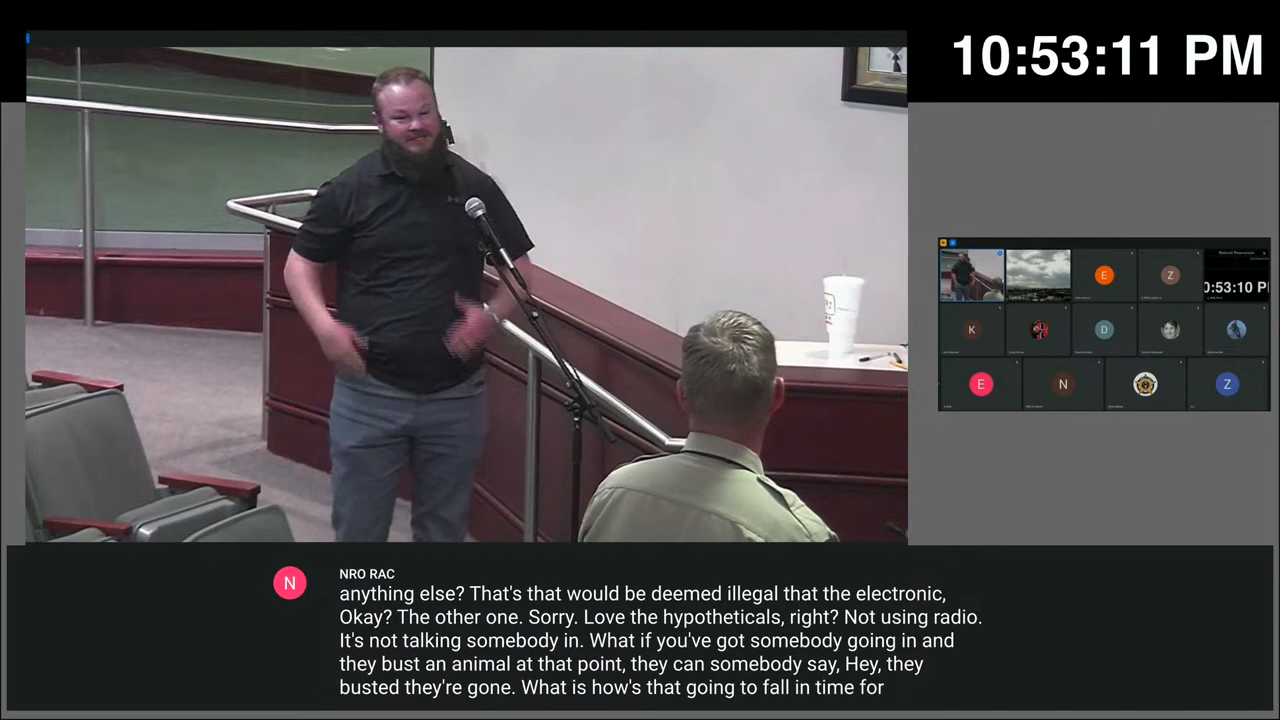 10:53:11 PM
0:53:10 P
E
Z
K
D
E
N
Z
N
NRO RAC
anything else? That's that would be deemed illegal that the electronic,
Okay? The other one. Sorry. Love the hypotheticals, right? Not using radio.
It's not talking somebody in. What if you've got somebody going in and
they bust an animal at that point, they can somebody say, Hey, they
busted they're gone. What is how's that going to fall in time for